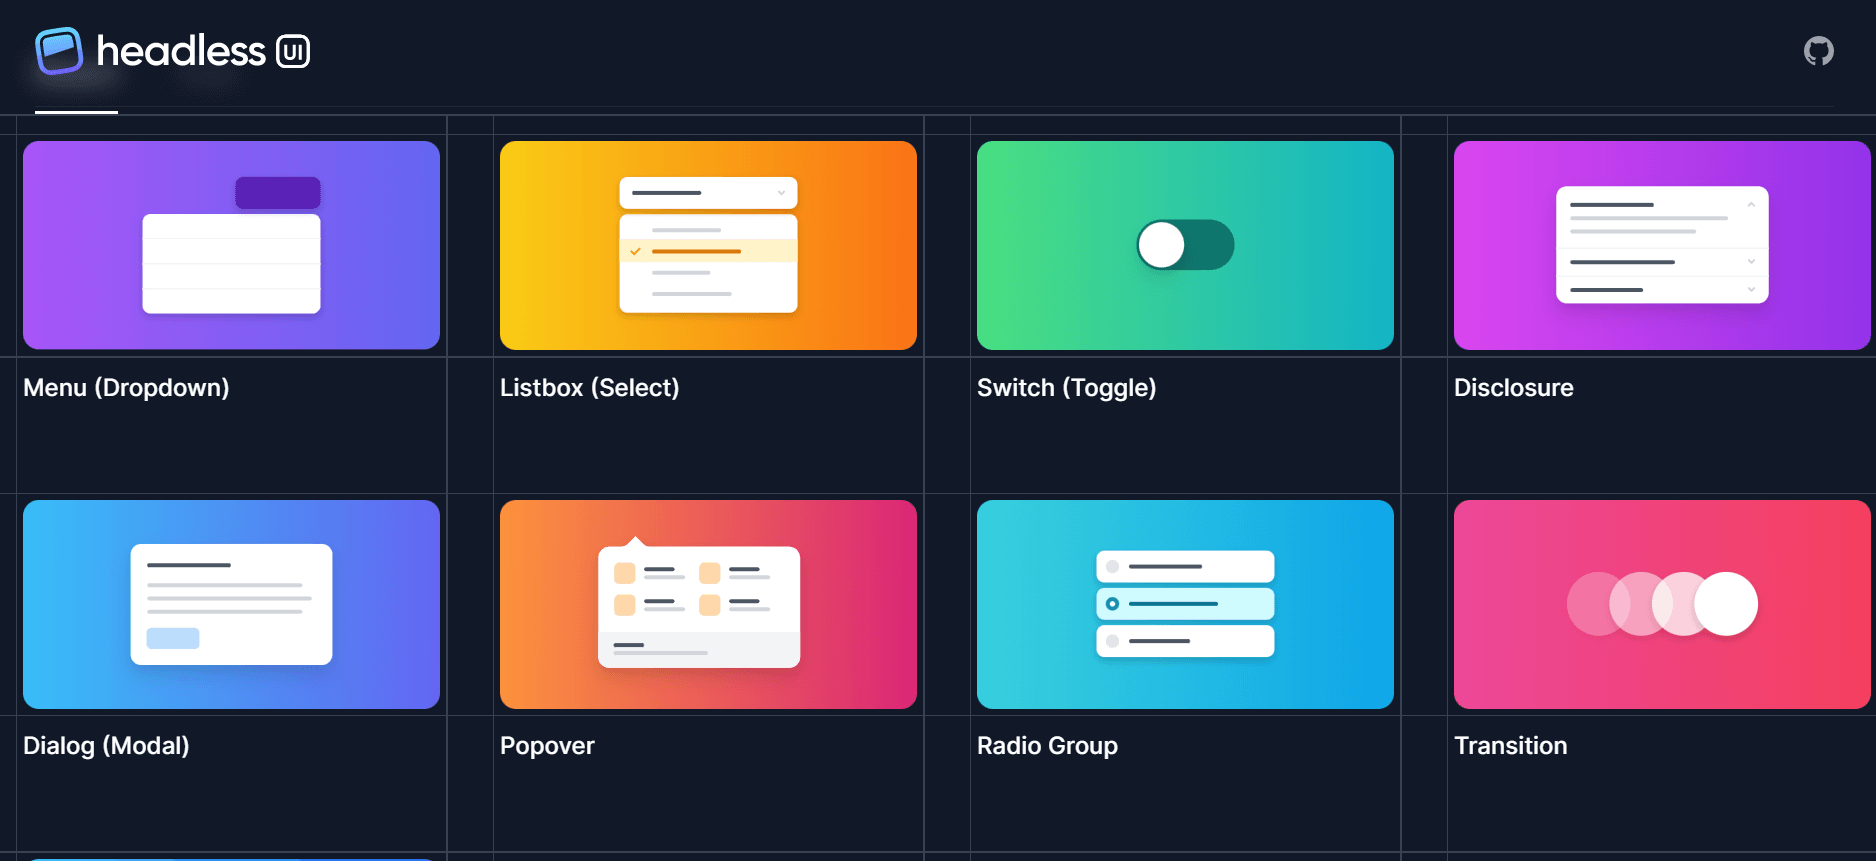 headless UI
Menu (Dropdown)
Listbox (Select)
Switch (Toggle)
Disclosure
Dialog (Modal)
Popover
Radio Group
Transition